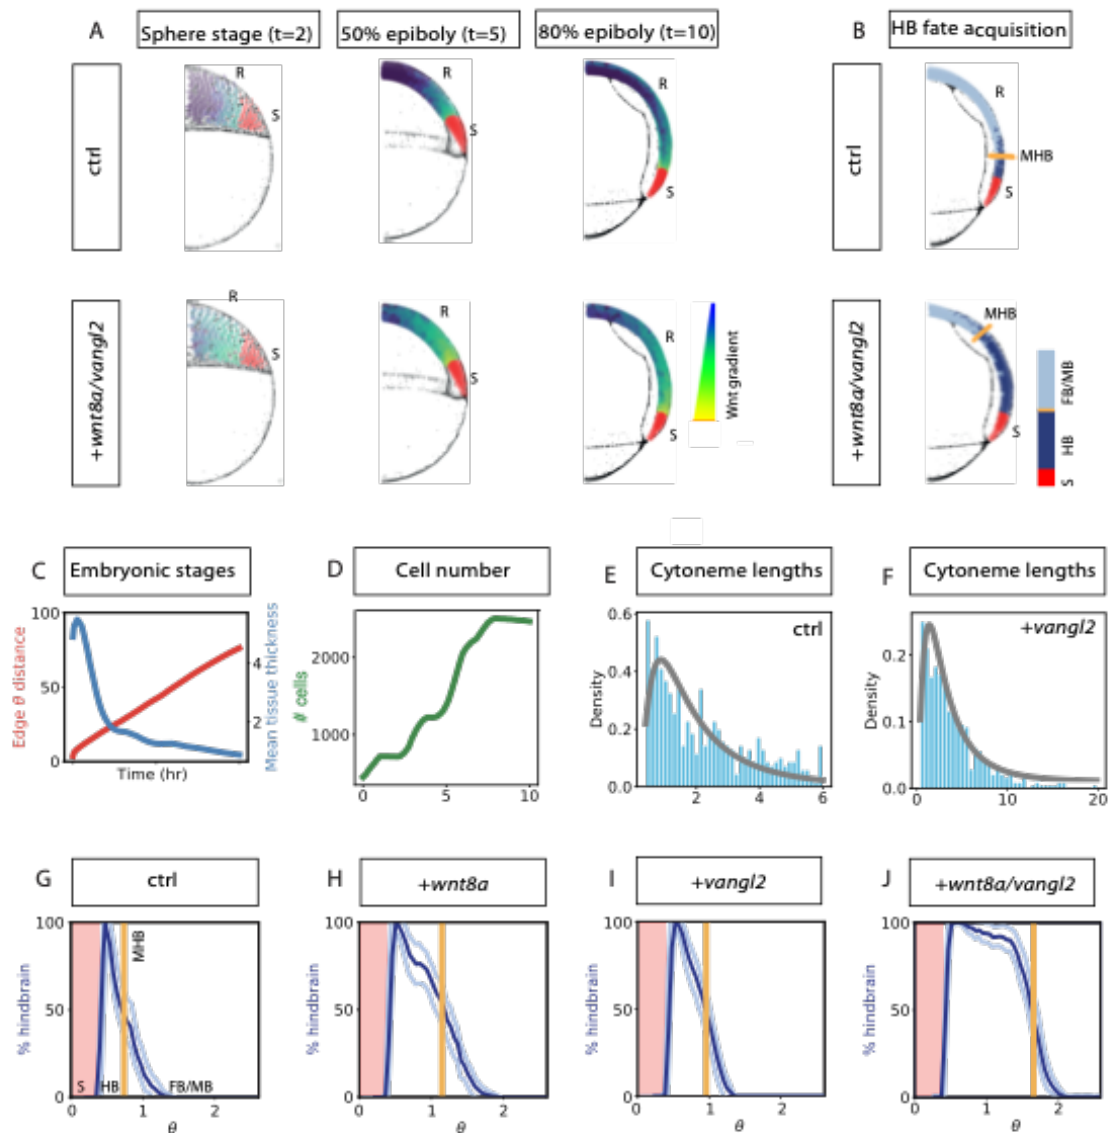 A
Sphere stage (t=2)
50% epiboly (t=5)
80% epiboly (t=10)
B
HB fate acquisition
ctrl
R
S
R
S
R
S
ctrl
R
MHB
S
+wnt8a/vangl2
R
S
R
S
R
S
Wnt gradient
+wnt8a/vangl2
MHB
S
FB/MB
HB
S
C
Embryonic stages
D
Cell number
E
Cytoneme lengths
F
Cytoneme lengths
100
50
0
Edge θ distance
4
2
Mean tissue thickness
Time (hr)
2000
1000
# cells
0
5
10
0.6
0.4
0.2
0.0
Density
ctrl
2
4
6
0.2
0.1
0.0
Density
+vangl2
0
10
20
G
ctrl
H
+wnt8a
I
+vangl2
J
+wnt8a/vangl2
100
50
0
% hindbrain
MHB
S
HB
FB/MB
0
1
2
θ
100
50
0
% hindbrain
0
1
2
θ
100
50
0
% hindbrain
0
1
2
θ
100
50
0
% hindbrain
0
1
2
θ